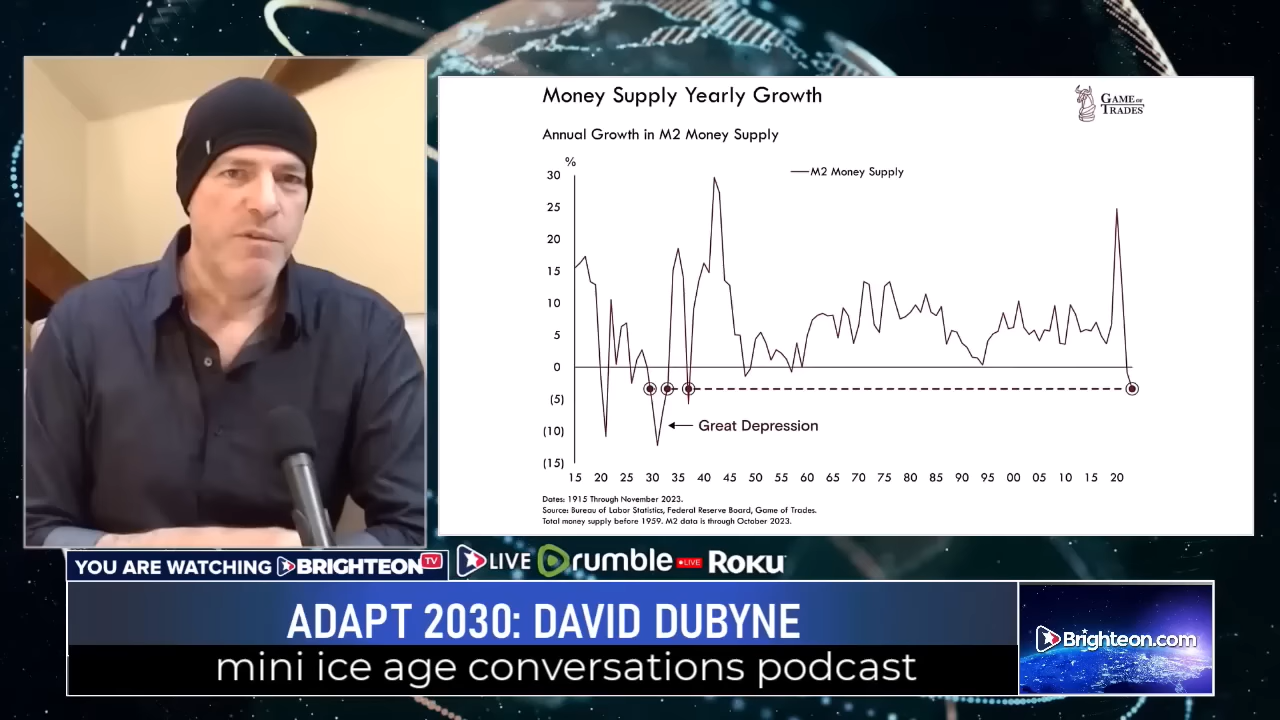 Money Supply Yearly Growth
GAME OF
TRADES
Annual Growth in M2 Money Supply
%
M2 Money Supply
30
25
20
15
10
5
0
(5)
(10)
(15)
Great Depression
15 20 25 30 35 40 45 50 55 60 65 70 75 80 85 90 95 00 05 10 15 20
Dates: 1915 Through November 2023.
Source: Bureau of Labor Statistics, Federal Reserve Board, Game of Trades.
Total money supply before 1959. M2 data is through October 2023.
YOU ARE WATCHING BRIGHTEON TV LIVE rumble LIVE ROKU
ADAPT 2030: DAVID DUBYNE
mini ice age conversations podcast
Brighteon.com